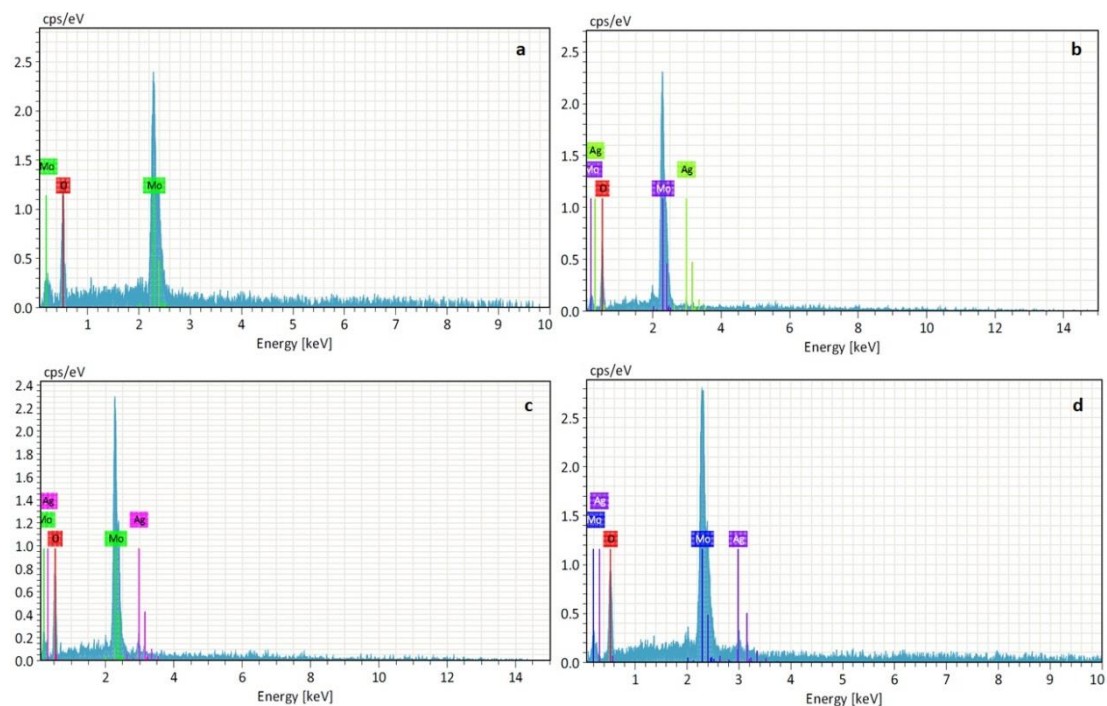 cps/eV
a
2.5
2.0
Mo
1.5
O
Mo
1.0
0.5
0.0
1 2 3 4 5 6 7 8 9 10
Energy [keV]
cps/eV
b
2.5
2.0
Ag
1.5
Mo
Ag
O
Mo
1.0
0.5
0.0
2 4 6 8 10 12 14
Energy [keV]
cps/eV
2.4
c
2.2
2.0
1.8
1.6
Ag
1.4
Mo
Ag
1.2
O
Mo
1.0
0.8
0.6
0.4
0.2
0.0
2 4 6 8 10 12 14
Energy [keV]
cps/eV
d
2.5
2.0
Ag
1.5
Mo
O
Mo
Ag
1.0
0.5
0.0
1 2 3 4 5 6 7 8 9 10
Energy [keV]